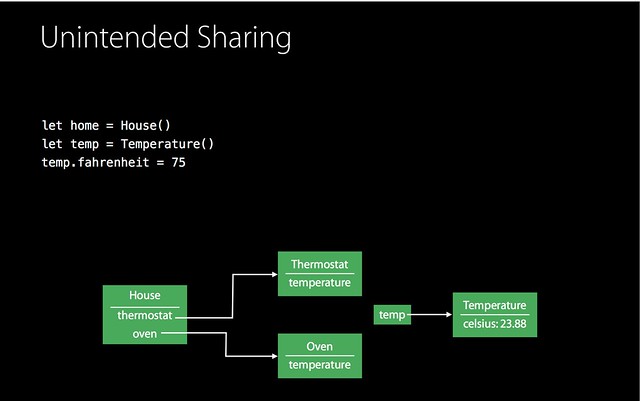 Unintended Sharing
let home = House()
let temp = Temperature()
temp.fahrenheit = 75
House
thermostat
oven
Thermostat
temperature
Oven
temperature
temp
Temperature
celsius: 23.88